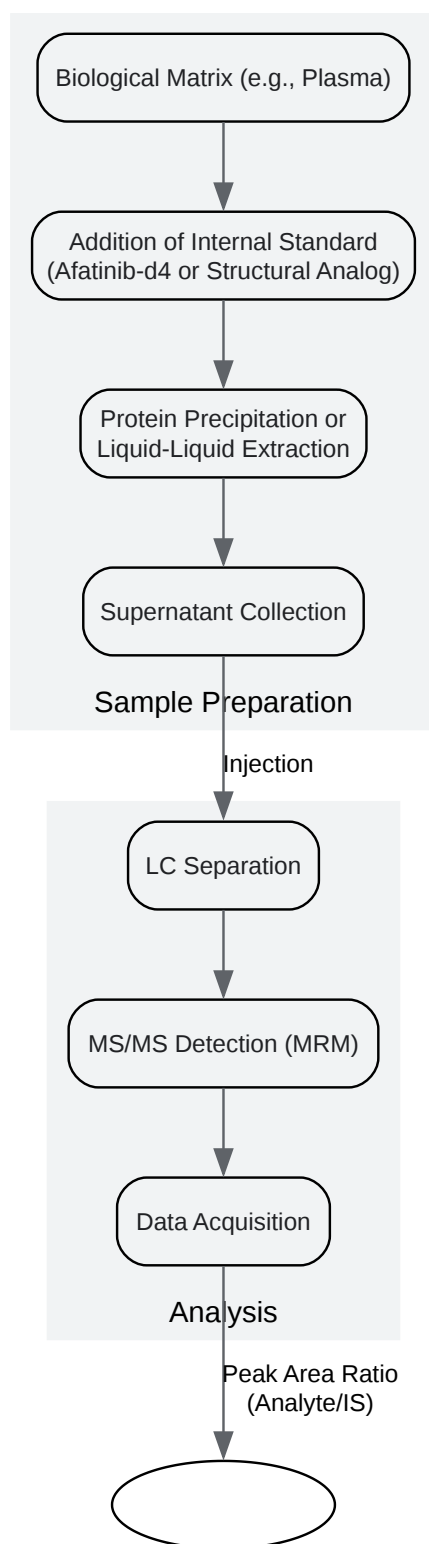 Biological Matrix (e.g., Plasma)
Addition of Internal Standard
(Afatinib-d4 or Structural Analog)
Protein Precipitation or
Liquid-Liquid Extraction
Supernatant Collection
Sample Preparation
Injection
LC Separation
MS/MS Detection (MRM)
Data Acquisition
Analysis
Peak Area Ratio
(Analyte/IS)